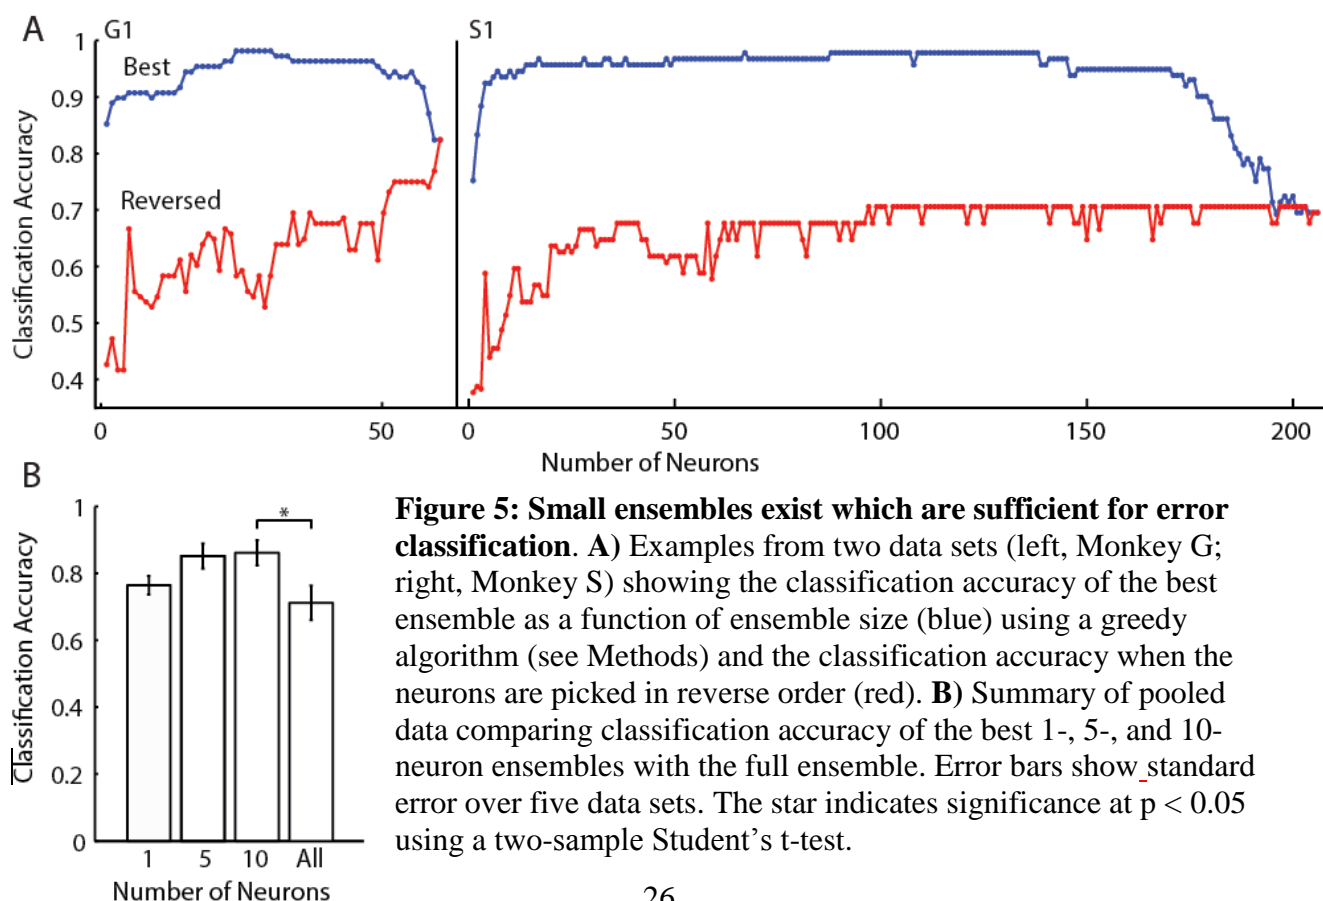 A
G1
S1
1
0.9
0.8
0.7
0.6
0.5
0.4
Classification Accuracy
Best
Reversed
0
50
0
50
100
150
200
Number of Neurons
B
1
0.8
0.6
0.4
0.2
0
Classification Accuracy
*
1 5 10 All
Number of Neurons
Figure 5: Small ensembles exist which are sufficient for error
classification. A) Examples from two data sets (left, Monkey G;
right, Monkey S) showing the classification accuracy of the best
ensemble as a function of ensemble size (blue) using a greedy
algorithm (see Methods) and the classification accuracy when the
neurons are picked in reverse order (red). B) Summary of pooled
data comparing classification accuracy of the best 1-, 5-, and 10-
neuron ensembles with the full ensemble. Error bars show standard
error over five data sets. The star indicates significance at p < 0.05
using a two-sample Student's t-test.
26